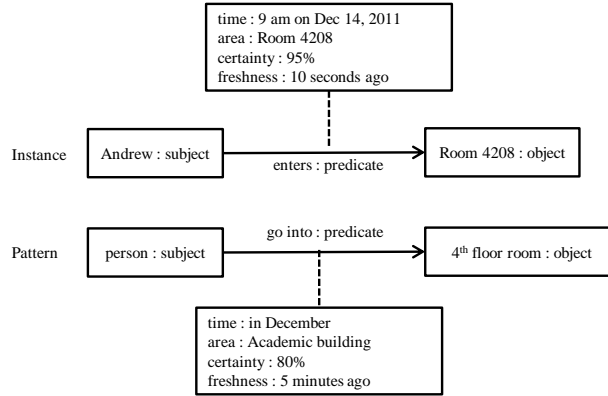 time : 9 am on Dec 14, 2011
area : Room 4208
certainty : 95%
freshness : 10 seconds ago
Instance
Andrew : subject
enters : predicate
Room 4208 : object
Pattern
person : subject
go into : predicate
4th floor room : object
time : in December
area : Academic building
certainty : 80%
freshness : 5 minutes ago